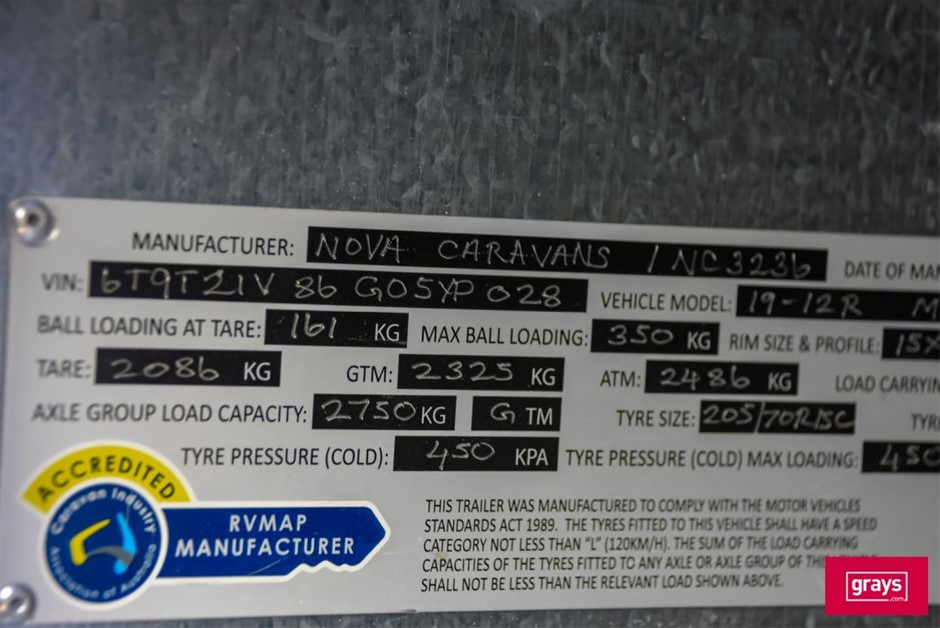 MANUFACTURER: NOVA CARAVANS / NC3236 DATE OF MAN
VIN: 6T9T21V 86 G05YP 028 VEHICLE MODEL: 19-12R M
BALL LOADING AT TARE: 161 KG MAX BALL LOADING: 350 KG RIM SIZE & PROFILE: 15X
TARE: 2086 KG GTM: 2325 KG ATM: 2486 KG LOAD CARRYIN
AXLE GROUP LOAD CAPACITY: 2750 KG G TM TYRE SIZE: 205/70R15C TYR
TYRE PRESSURE (COLD): 450 KPA TYRE PRESSURE (COLD) MAX LOADING: 450
ACCREDITED
Caravan Industry
Association of Australia
RVMAP
MANUFACTURER
THIS TRAILER WAS MANUFACTURED TO COMPLY WITH THE MOTOR VEHICLES
STANDARDS ACT 1989. THE TYRES FITTED TO THIS VEHICLE SHALL HAVE A SPEED
CATEGORY NOT LESS THAN "L" (120KM/H). THE SUM OF THE LOAD CARRYING
CAPACITIES OF THE TYRES FITTED TO ANY AXLE OR AXLE GROUP OF THIS
SHALL NOT BE LESS THAN THE RELEVANT LOAD SHOWN ABOVE.
grays
.com